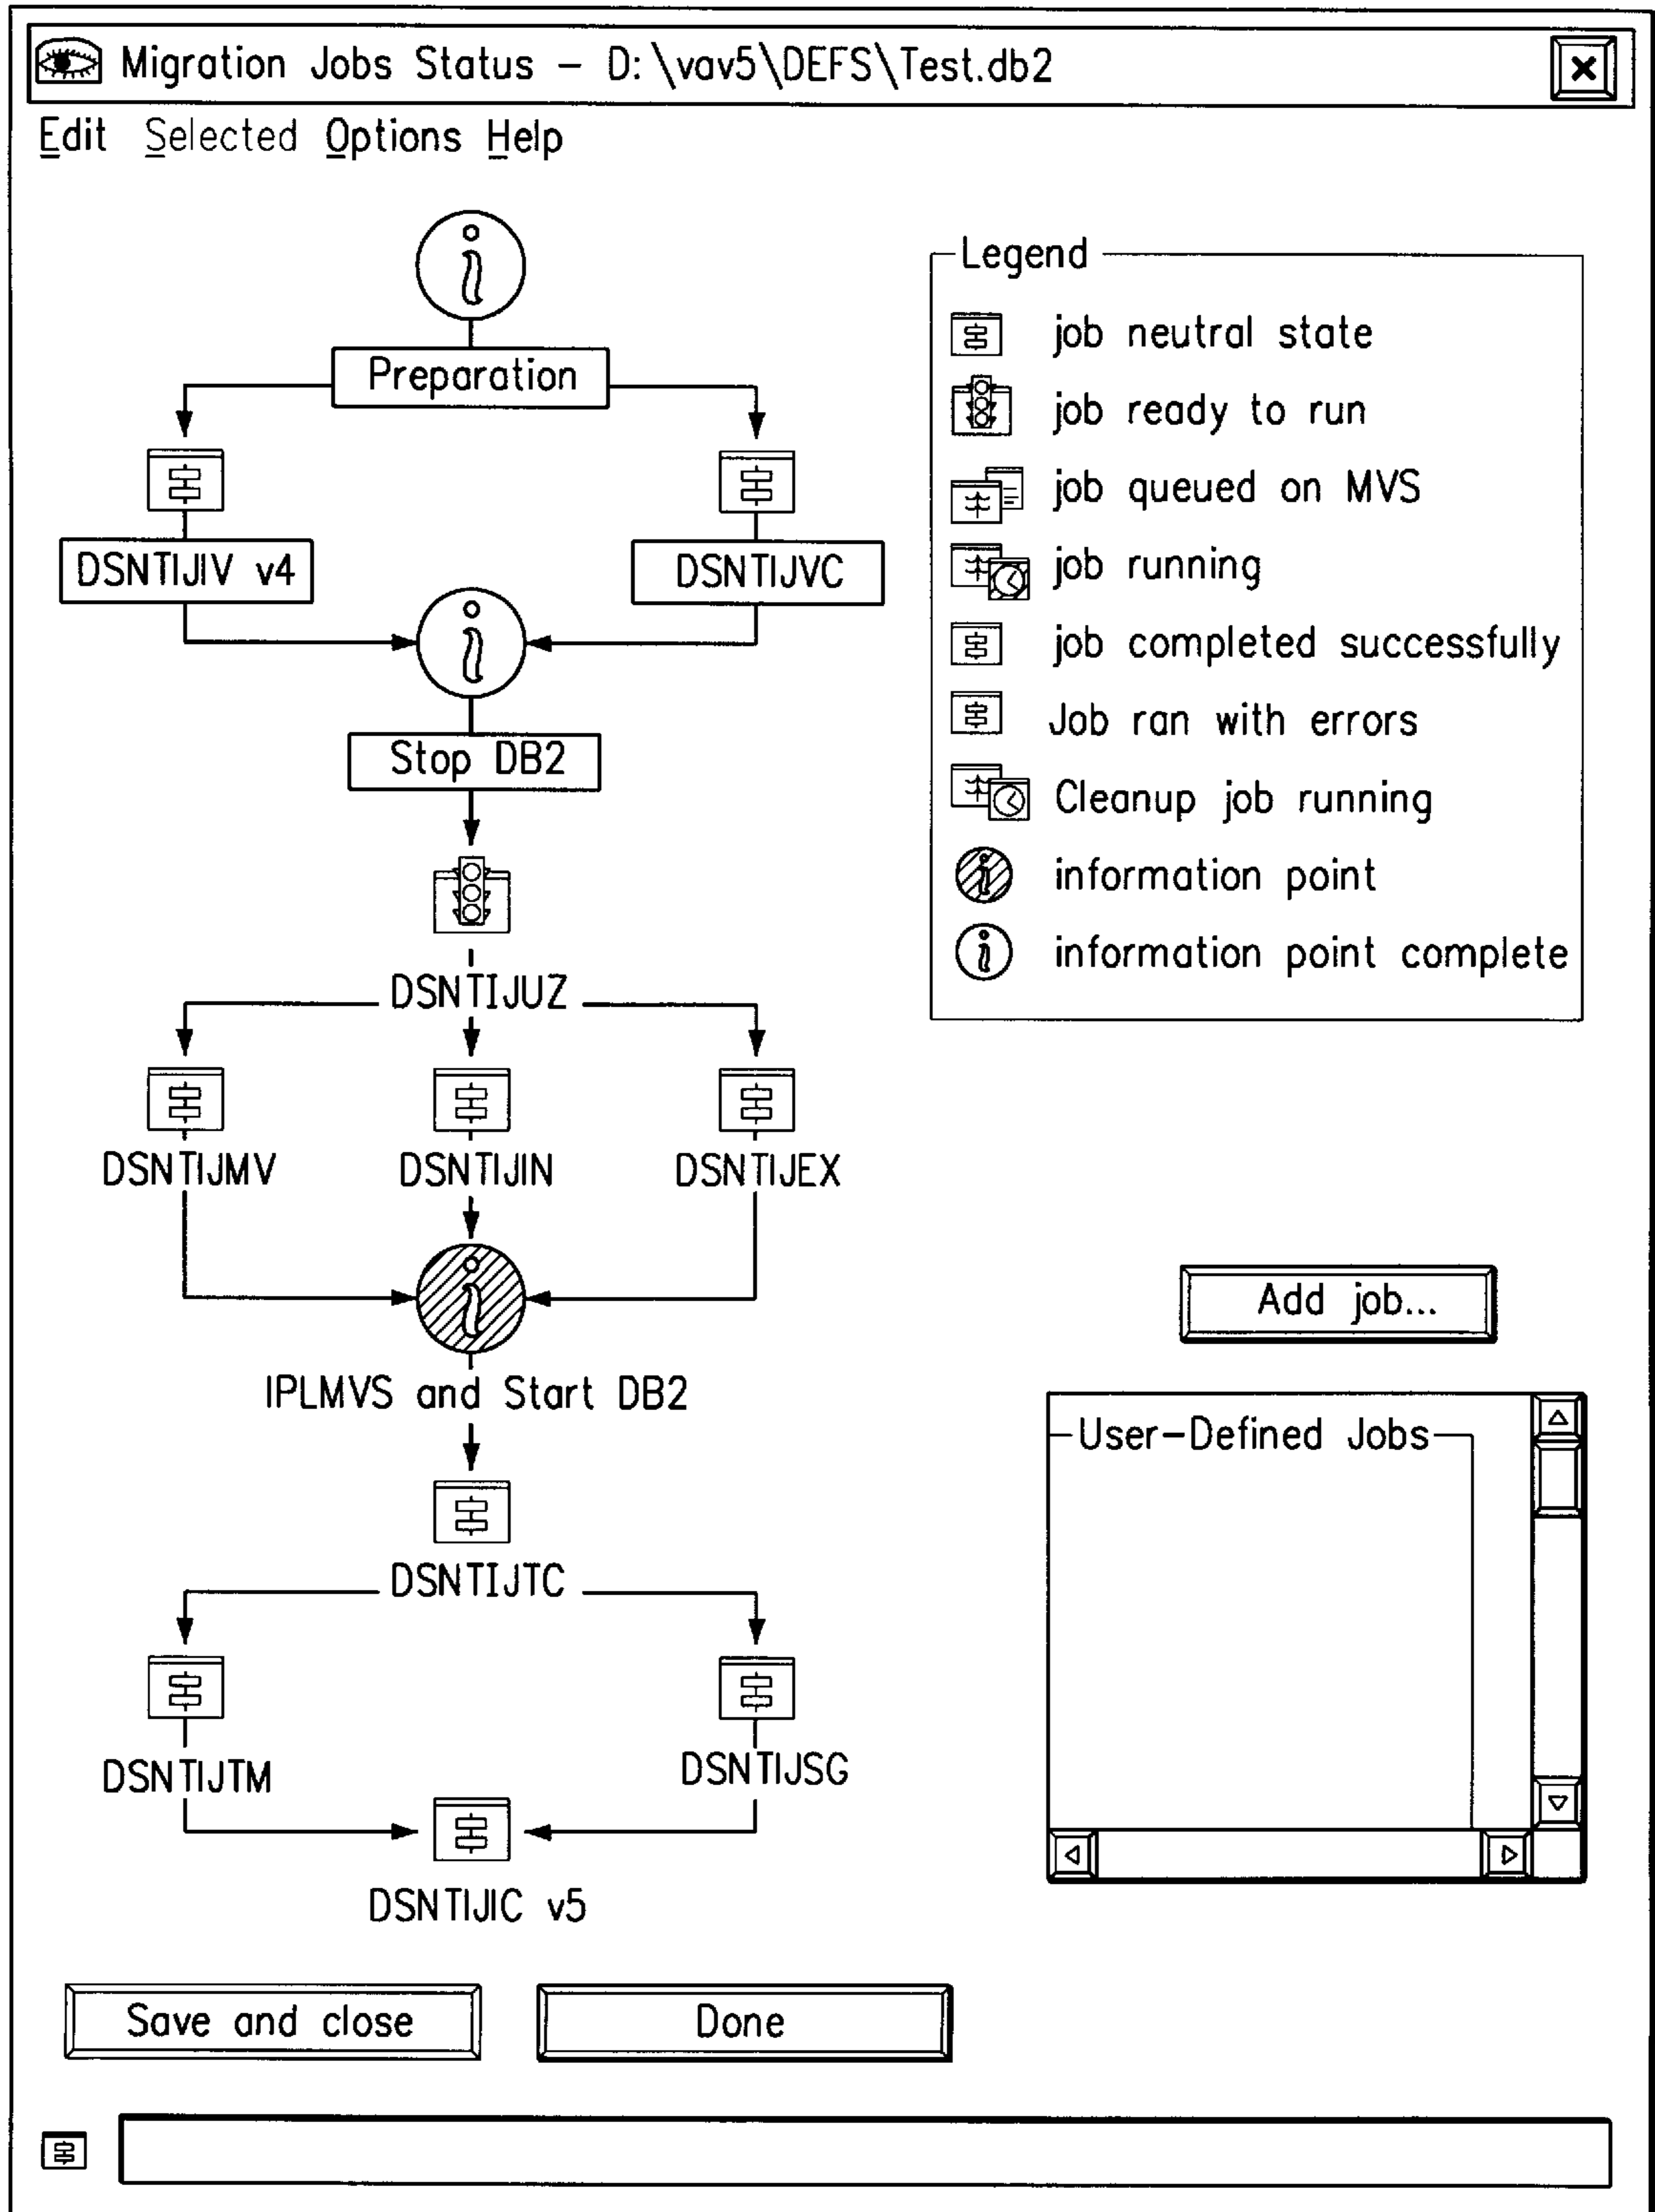 Migration Jobs Status – D:\vav5\DEFS\Test.db2
Edit Selected Options Help
Preparation
DSNTIJIV v4
DSNTIJVC
Stop DB2
DSNTIJUZ
DSNTIJMV
DSNTIJIN
DSNTIJEX
IPLMVS and Start DB2
DSNTIJTC
DSNTIJTM
DSNTIJSG
DSNTIJIC v5
Legend
job neutral state
job ready to run
job queued on MVS
job running
job completed successfully
Job ran with errors
Cleanup job running
information point
information point complete
Add job...
User–Defined Jobs
Save and close
Done